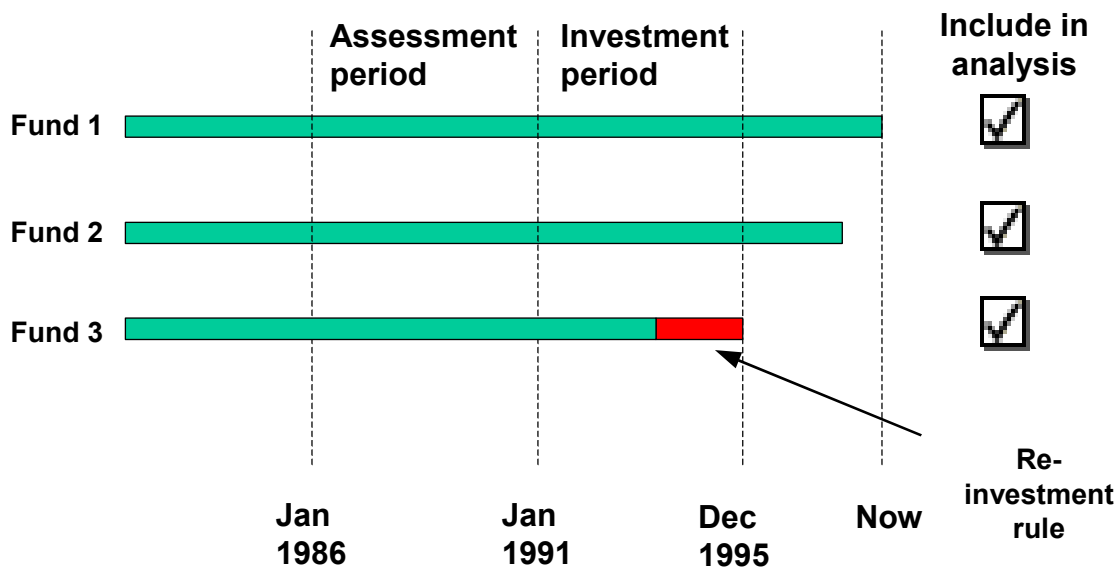 Assessment
period
Investment
period
Include in
analysis
Fund 1
Fund 2
Fund 3
Re-
investment
rule
Jan
1986
Jan
1991
Dec
1995
Now